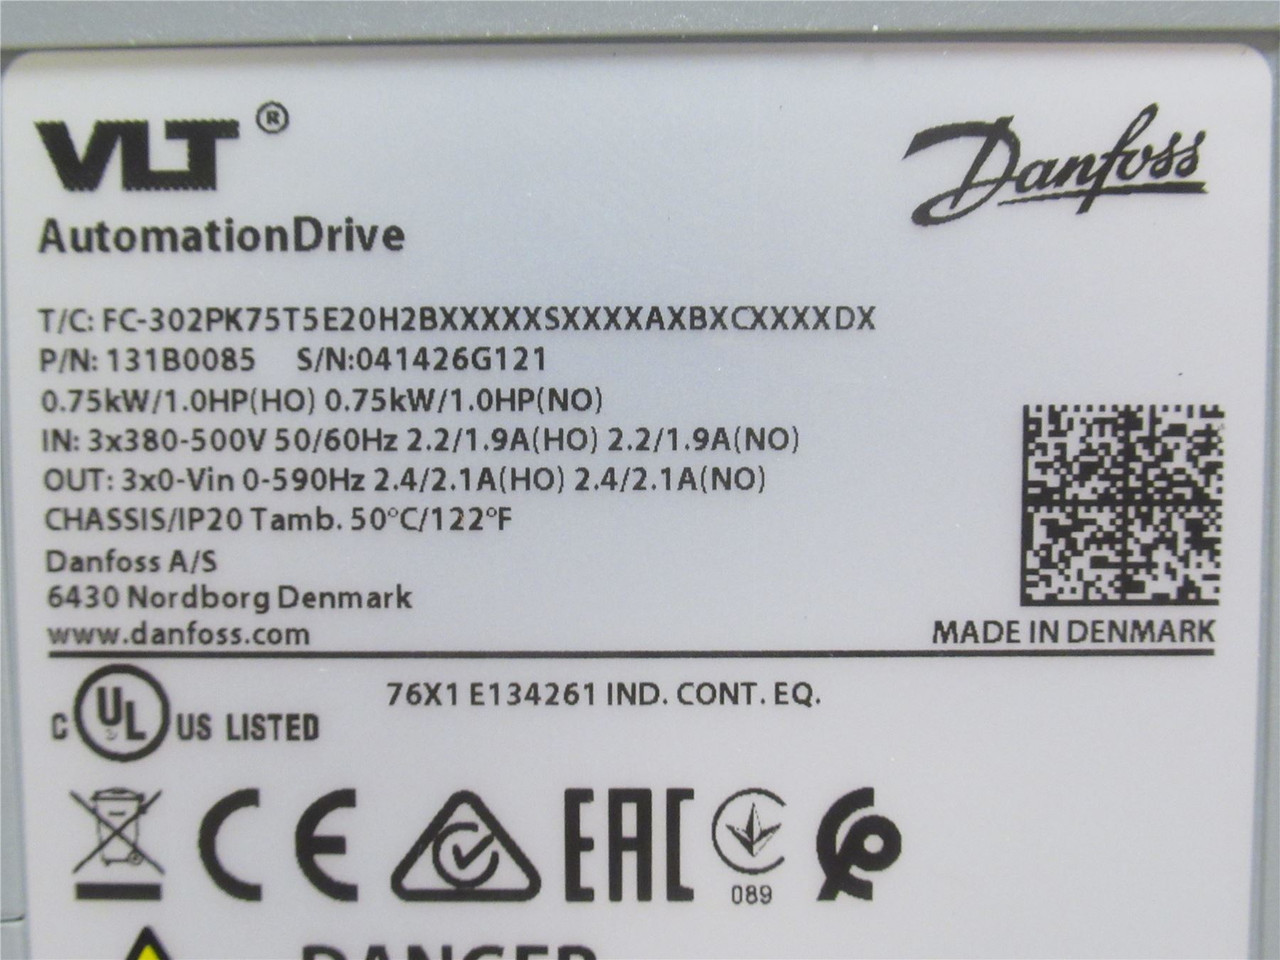 VLT®
Danfoss
AutomationDrive
T/C: FC-302PK75T5E20H2BXXXXXSXXXXAXBXCXXXXDX
P/N: 131B0085 S/N:041426G121
0.75kW/1.0HP(HO) 0.75kW/1.0HP(NO)
IN: 3x380-500V 50/60Hz 2.2/1.9A(HO) 2.2/1.9A(NO)
OUT: 3x0-Vin 0-590Hz 2.4/2.1A(HO) 2.4/2.1A(NO)
CHASSIS/IP20 Tamb. 50°C/122°F
Danfoss A/S
6430 Nordborg Denmark
www.danfoss.com
MADE IN DENMARK
C UL US LISTED
76X1 E134261 IND. CONT. EQ.
CE EAC
089
DANGER